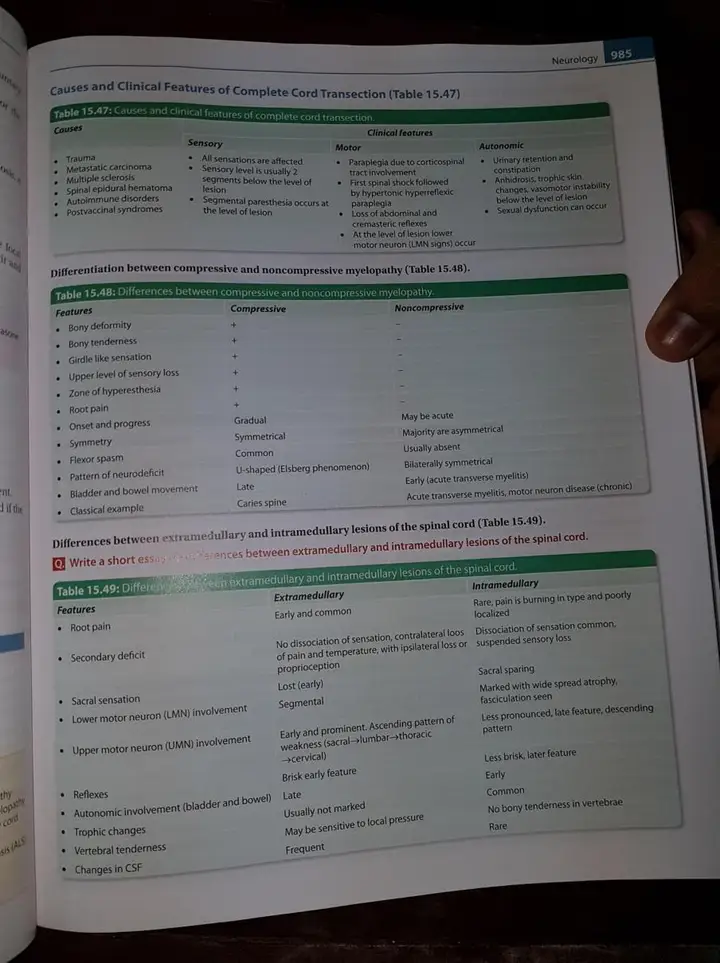 Neurology 985
Causes and Clinical Features of Complete Cord Transection (Table 15.47)
Table 15.47: Causes and clinical features of complete cord transection.
Causes
Clinical features
Sensory
Motor
Autonomic
• Trauma
• Metastatic carcinoma
• Multiple sclerosis
• Spinal epidural hematoma
• Autoimmune disorders
• Postvaccinal syndromes
• All sensations are affected
• Sensory level is usually 2
segments below the level of
lesion
• Segmental paresthesia occurs at
the level of lesion
• Paraplegia due to corticospinal
tract involvement
• First spinal shock followed
by hypertonic hyperreflexic
paraplegia
• Loss of abdominal and
cremasteric reflexes
• At the level of lesion lower
motor neuron (LMN signs) occur
• Urinary retention and
constipation
• Anhidrosis, trophic skin
changes, vasomotor instability
below the level of lesion
• Sexual dysfunction can occur
Differentiation between compressive and noncompressive myelopathy (Table 15.48).
Table 15.48: Differences between compressive and noncompressive myelopathy.
Features Compressive Noncompressive
• Bony deformity + –
• Bony tenderness + –
• Girdle like sensation + –
• Upper level of sensory loss + –
• Zone of hyperesthesia + –
• Root pain + –
• Onset and progress Gradual May be acute
• Symmetry Symmetrical Majority are asymmetrical
• Flexor spasm Common Usually absent
• Pattern of neurodeficit U-shaped (Elsberg phenomenon) Bilaterally symmetrical
• Bladder and bowel movement Late Early (acute transverse myelitis)
• Classical example Caries spine Acute transverse myelitis, motor neuron disease (chronic)
Differences between extramedullary and intramedullary lesions of the spinal cord (Table 15.49).
Q. Write a short between extramedullary and intramedullary lesions of the spinal cord.
Table 15.49: between extramedullary and intramedullary lesions of the spinal cord.
Features Extramedullary Intramedullary
• Root pain Early and common Rare, pain is burning in type and poorly
localized
• Secondary deficit No dissociation of sensation, contralateral loos
of pain and temperature, with ipsilateral loss or
proprioception
Dissociation of sensation common,
suspended sensory loss
• Sacral sensation Lost (early) Sacral sparing
• Lower motor neuron (LMN) involvement Segmental Marked with wide spread atrophy,
fasciculation seen
• Upper motor neuron (UMN) involvement Early and prominent. Ascending pattern of
weakness (sacral→lumbar→thoracic
→cervical)
Less pronounced, late feature, descending
pattern
• Reflexes Brisk early feature Less brisk, later feature
• Autonomic involvement (bladder and bowel) Late Early
• Trophic changes Usually not marked Common
• Vertebral tenderness May be sensitive to local pressure No bony tenderness in vertebrae
• Changes in CSF Frequent Rare